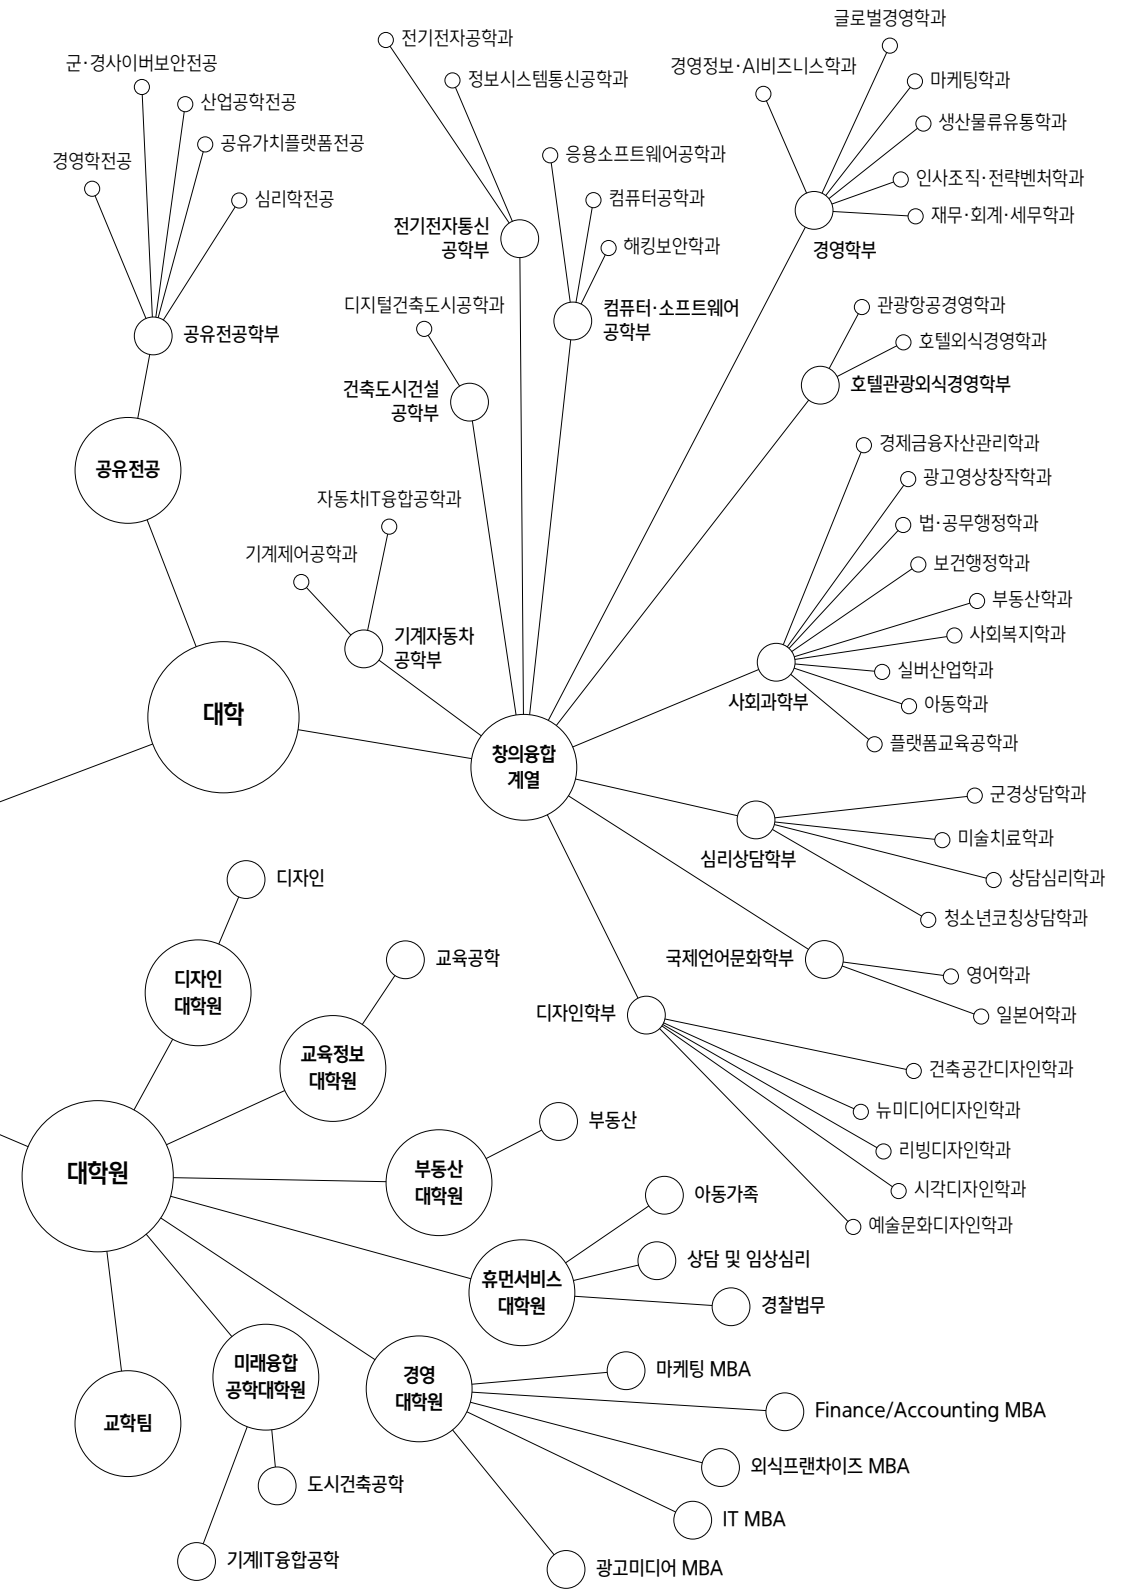 군·경사이버보안전공
산업공학전공
공유가치플랫폼전공
경영학전공
심리학전공
공유전공학부
공유전공
대학
전기전자공학과
정보시스템통신공학과
전기전자통신
공학부
응용소프트웨어공학과
컴퓨터공학과
해킹보안학과
컴퓨터·소프트웨어
공학부
디지털건축도시공학과
건축도시건설
공학부
자동차IT융합공학과
기계제어공학과
기계자동차
공학부
창의융합
계열
글로벌경영학과
경영정보·AI비즈니스학과
마케팅학과
생산물류유통학과
인사조직·전략벤처학과
재무·회계·세무학과
경영학부
관광항공경영학과
호텔외식경영학과
호텔관광외식경영학부
경제금융자산관리학과
광고영상창작학과
법·공무행정학과
보건행정학과
부동산학과
사회복지학과
실버산업학과
아동학과
플랫폼교육공학과
사회과학부
군경상담학과
미술치료학과
상담심리학과
청소년코칭상담학과
심리상담학부
국제언어문화학부
영어학과
일본어학과
디자인학부
건축공간디자인학과
뉴미디어디자인학과
리빙디자인학과
시각디자인학과
예술문화디자인학과
디자인
디자인
대학원
교육공학
교육정보
대학원
부동산
부동산
대학원
대학원
아동가족
상담 및 임상심리
경찰법무
휴먼서비스
대학원
마케팅 MBA
Finance/Accounting MBA
외식프랜차이즈 MBA
IT MBA
광고미디어 MBA
경영
대학원
미래융합
공학대학원
도시건축공학
기계IT융합공학
교학팀